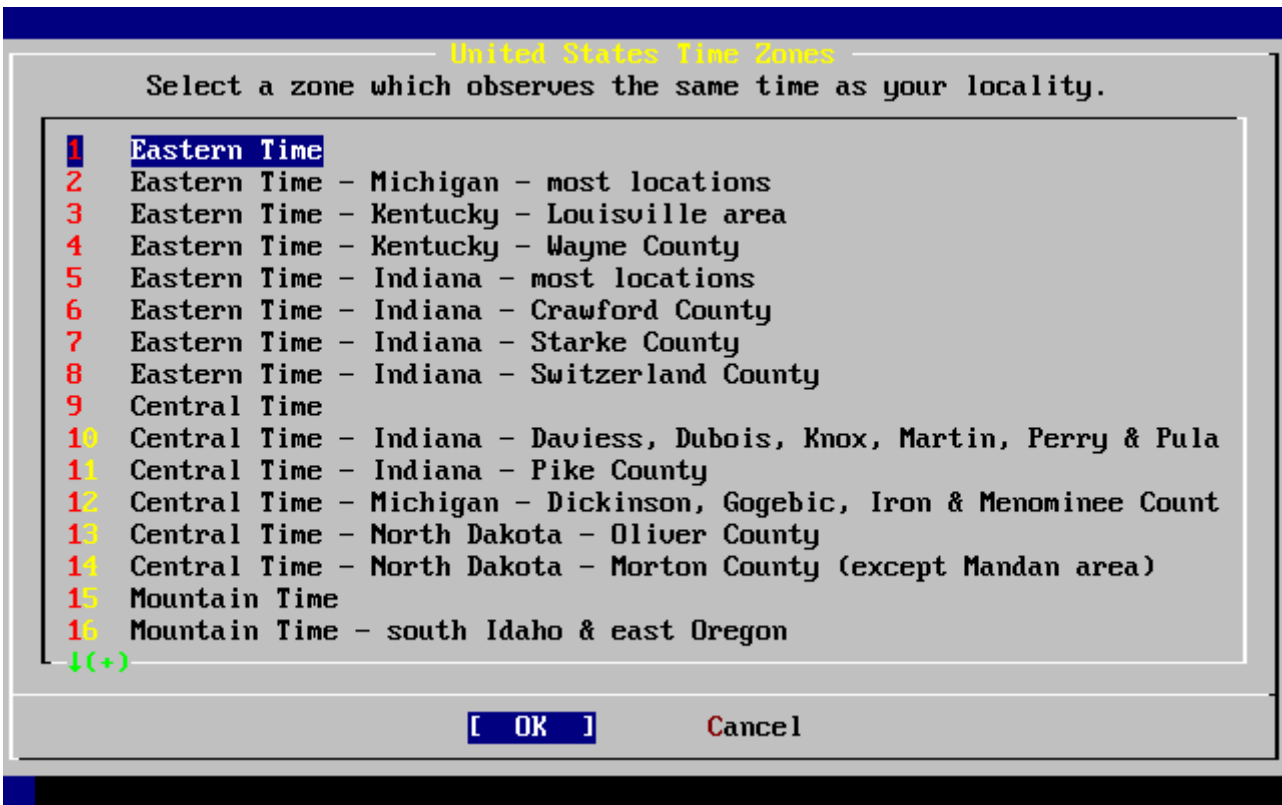 United States Time Zones
Select a zone which observes the same time as your locality.
1 Eastern Time
2 Eastern Time - Michigan - most locations
3 Eastern Time - Kentucky - Louisville area
4 Eastern Time - Kentucky - Wayne County
5 Eastern Time - Indiana - most locations
6 Eastern Time - Indiana - Crawford County
7 Eastern Time - Indiana - Starke County
8 Eastern Time - Indiana - Switzerland County
9 Central Time
10 Central Time - Indiana - Daviess, Dubois, Knox, Martin, Perry & Pula
11 Central Time - Indiana - Pike County
12 Central Time - Michigan - Dickinson, Gogebic, Iron & Menominee Count
13 Central Time - North Dakota - Oliver County
14 Central Time - North Dakota - Morton County (except Mandan area)
15 Mountain Time
16 Mountain Time - south Idaho & east Oregon
↓(+)
[ OK ] Cancel